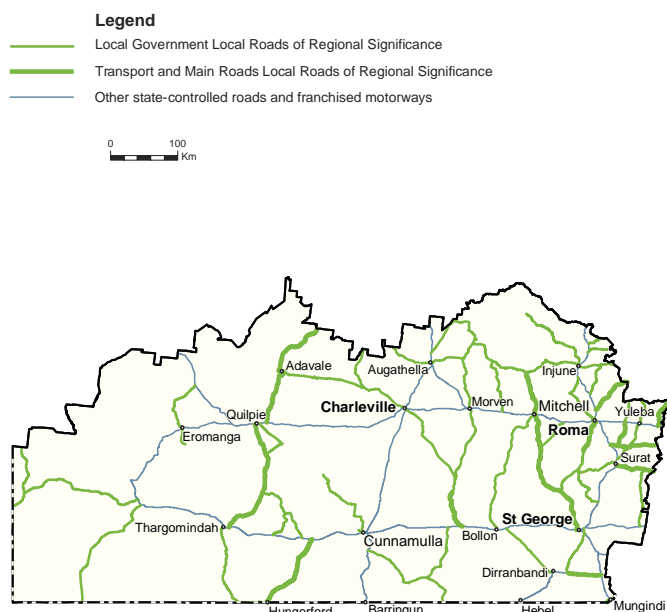 Legend
Local Government Local Roads of Regional Significance
Transport and Main Roads Local Roads of Regional Significance
Other state-controlled roads and franchised motorways
0 100
Km
Adavale
Augathella
Injune
Charleville
Morven
Mitchell
Quilpie
Yuleba
Roma
Eromanga
Surat
Thargomindah
St George
Cunnamulla
Bollon
Dirranbandi
Hungerford
Barringun
Hebel
Mungindi